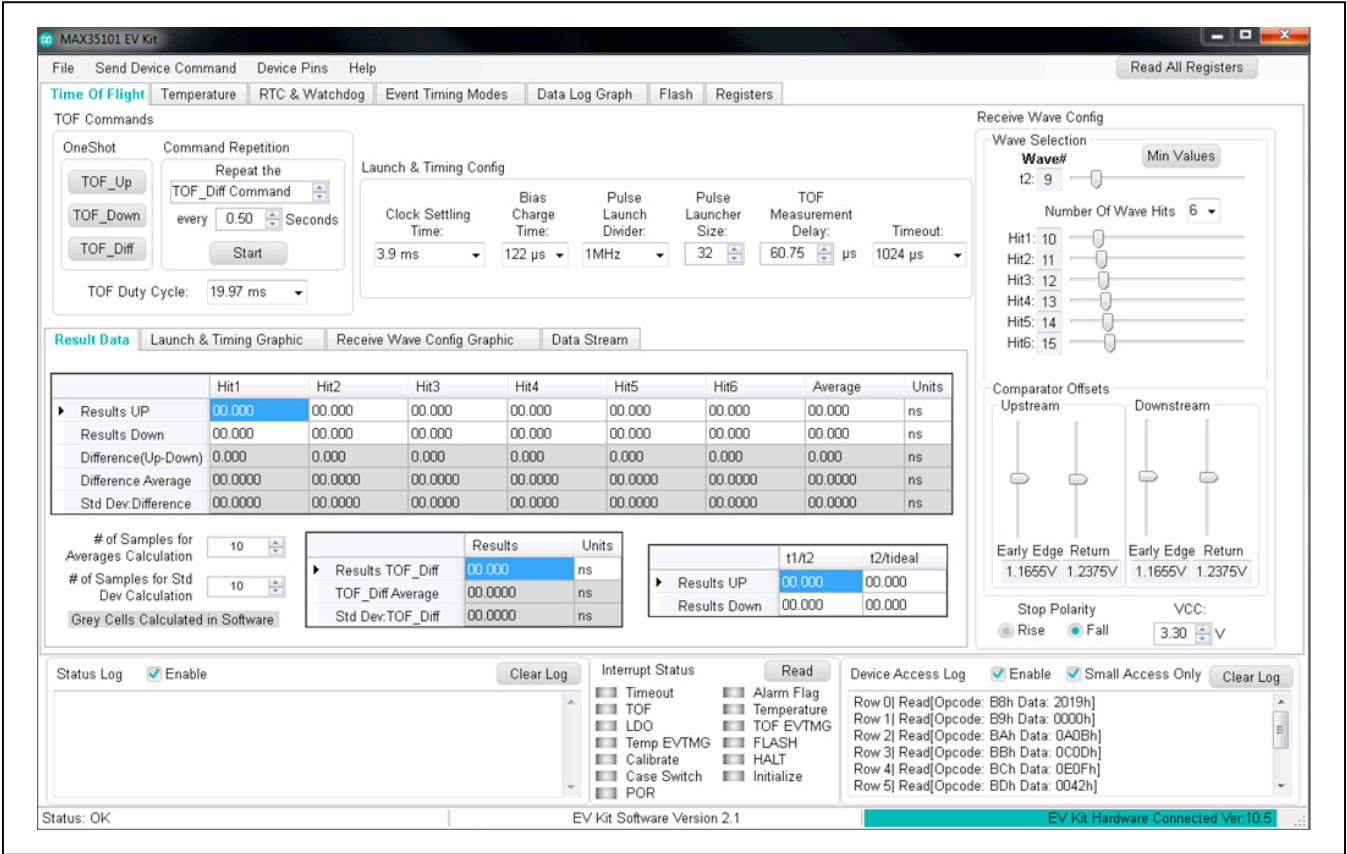 MAX35101 EV Kit
File Send Device Command Device Pins Help Read All Registers
Time Of Flight Temperature RTC & Watchdog Event Timing Modes Data Log Graph Flash Registers
TOF Commands
OneShot
TOF_Up
TOF_Down
TOF_Diff
Command Repetition
Repeat the
TOF_Diff Command
every 0.50 Seconds
Start
TOF Duty Cycle: 19.97 ms
Launch & Timing Config
Clock Settling
Time:
3.9 ms
Bias
Charge
Time:
122 µs
Pulse
Launch
Divider:
1MHz
Pulse
Launcher
Size:
32
TOF
Measurement
Delay:
60.75 µs
Timeout:
1024 µs
Receive Wave Config
Wave Selection
Wave#
Min Values
t2: 9
Number Of Wave Hits 6
Hit1: 10
Hit2: 11
Hit3: 12
Hit4: 13
Hit5: 14
Hit6: 15
Result Data Launch & Timing Graphic Receive Wave Config Graphic Data Stream
Hit1 Hit2 Hit3 Hit4 Hit5 Hit6 Average Units
Results UP 00.000 00.000 00.000 00.000 00.000 00.000 00.000 ns
Results Down 00.000 00.000 00.000 00.000 00.000 00.000 00.000 ns
Difference(Up-Down) 0.000 0.000 0.000 0.000 0.000 0.000 0.000 ns
Difference Average 00.0000 00.0000 00.0000 00.0000 00.0000 00.0000 00.0000 ns
Std Dev:Difference 00.0000 00.0000 00.0000 00.0000 00.0000 00.0000 00.0000 ns
# of Samples for
Averages Calculation
10
# of Samples for Std
Dev Calculation
10
Grey Cells Calculated in Software
Results Units
Results TOF_Diff 00.000 ns
TOF_Diff Average 00.0000 ns
Std Dev:TOF_Diff 00.0000 ns
t1/t2 t2/tideal
Results UP 00.000 00.000
Results Down 00.000 00.000
Comparator Offsets
Upstream Downstream
Early Edge Return Early Edge Return
1.1655V 1.2375V 1.1655V 1.2375V
Stop Polarity
Rise Fall
VCC:
3.30 V
Status Log Enable Clear Log
Interrupt Status Read
Timeout Alarm Flag
TOF Temperature
LDO TOF EVTMG
Temp EVTMG FLASH
Calibrate HALT
Case Switch Initialize
POR
Device Access Log Enable Small Access Only Clear Log
Row 0| Read[Opcode: B8h Data: 2019h]
Row 1| Read[Opcode: B9h Data: 0000h]
Row 2| Read[Opcode: BAh Data: 0A0Bh]
Row 3| Read[Opcode: BBh Data: 0C0Dh]
Row 4| Read[Opcode: BCh Data: 0E0Fh]
Row 5| Read[Opcode: BDh Data: 0042h]
Status: OK EV Kit Software Version 2.1 EV Kit Hardware Connected Ver:10.5